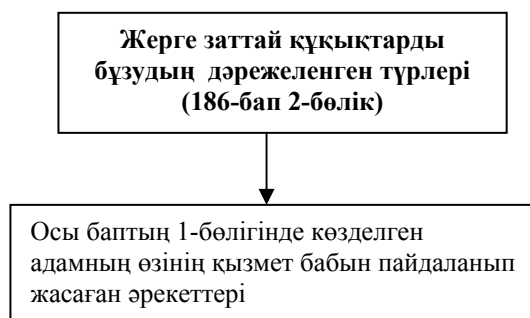 Жерге заттай құқықтарды
бұзудың дәрежеленген түрлері
(186-бап 2-бөлік)
Осы баптың 1-бөлігінде көзделген
адамның өзінің қызмет бабын пайдаланып
жасаған әрекеттері